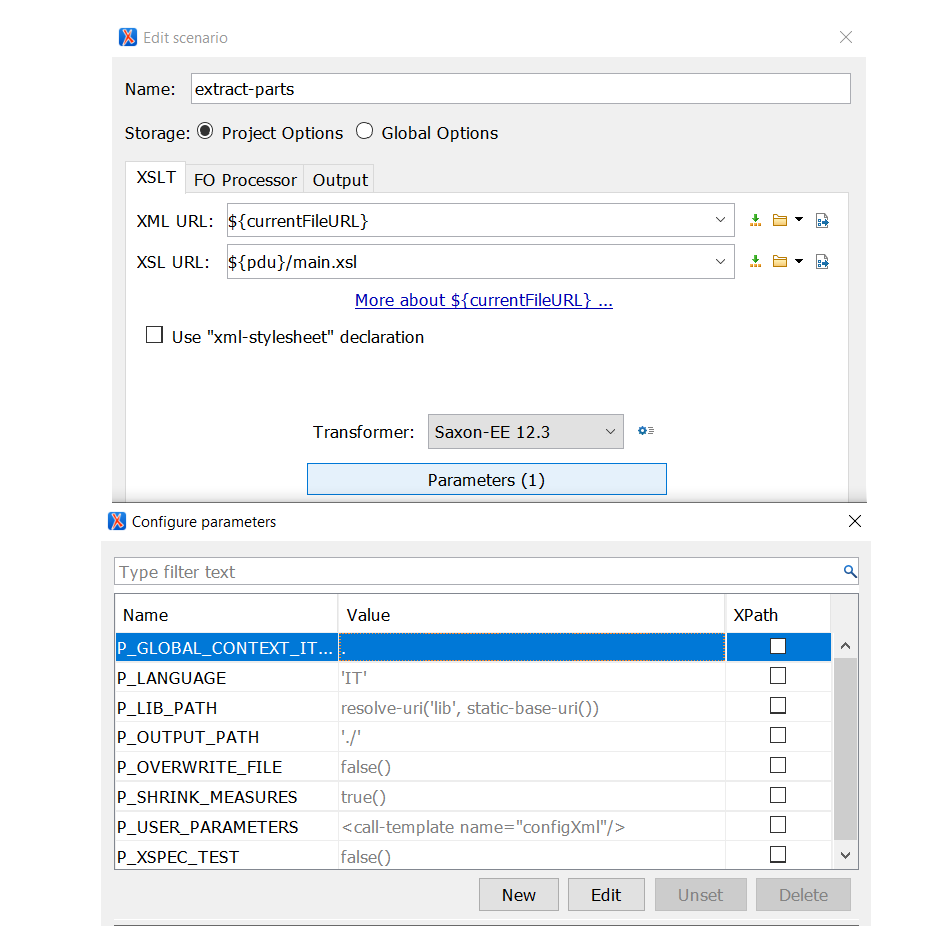 Edit scenario
Name: extract-parts
Storage: Project Options Global Options
XSLT FO Processor Output
XML URL: ${currentFileURL}
XSL URL: ${pdu}/main.xsl
More about ${currentFileURL} ...
Use "xml-stylesheet" declaration
Transformer: Saxon-EE 12.3
Parameters (1)
Configure parameters
Type filter text
Name Value XPath
P_GLOBAL_CONTEXT_IT... .
P_LANGUAGE 'IT'
P_LIB_PATH resolve-uri('lib', static-base-uri())
P_OUTPUT_PATH './'
P_OVERWRITE_FILE false()
P_SHRINK_MEASURES true()
P_USER_PARAMETERS <call-template name="configXml"/>
P_XSPEC_TEST false()
New Edit Unset Delete